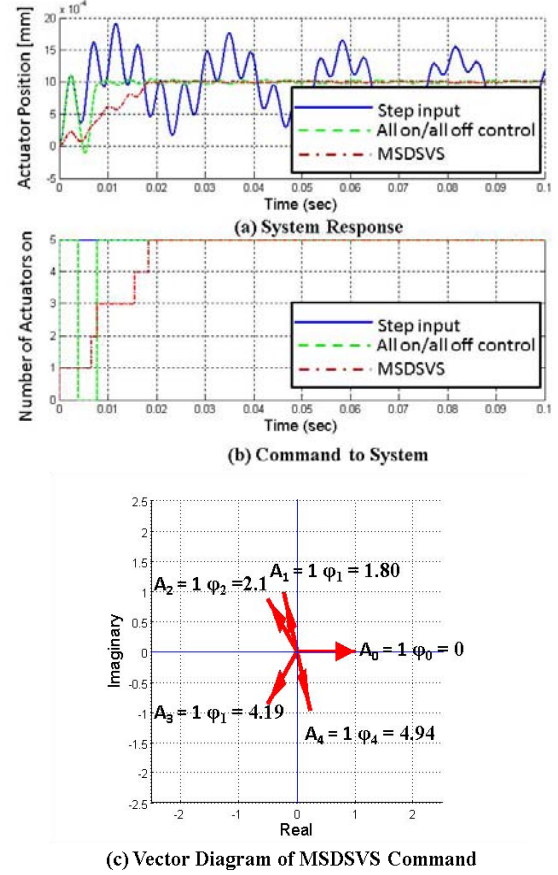 x 10⁻⁴
20
15
10
5
0
-5
Actuator Position [mm]
0 0.01 0.02 0.03 0.04 0.05 0.06 0.07 0.08 0.09 0.1
Time (sec)
Step input
All on/all off control
MSDSVS
(a) System Response
5
4
3
2
1
0
Number of Actuators on
0 0.01 0.02 0.03 0.04 0.05 0.06 0.07 0.08 0.09 0.1
Time (sec)
Step input
All on/all off control
MSDSVS
(b) Command to System
2.5
2
1.5
1
0.5
0
-0.5
-1
-1.5
-2
-2.5
Imaginary
A₁ = 1 φ₁ = 1.80
A₂ = 1 φ₂ =2.1
A₀ = 1 φ₀ = 0
A₃ = 1 φ₁ = 4.19
A₄ = 1 φ₄ = 4.94
-2 -1 0 1 2
Real
(c) Vector Diagram of MSDSVS Command